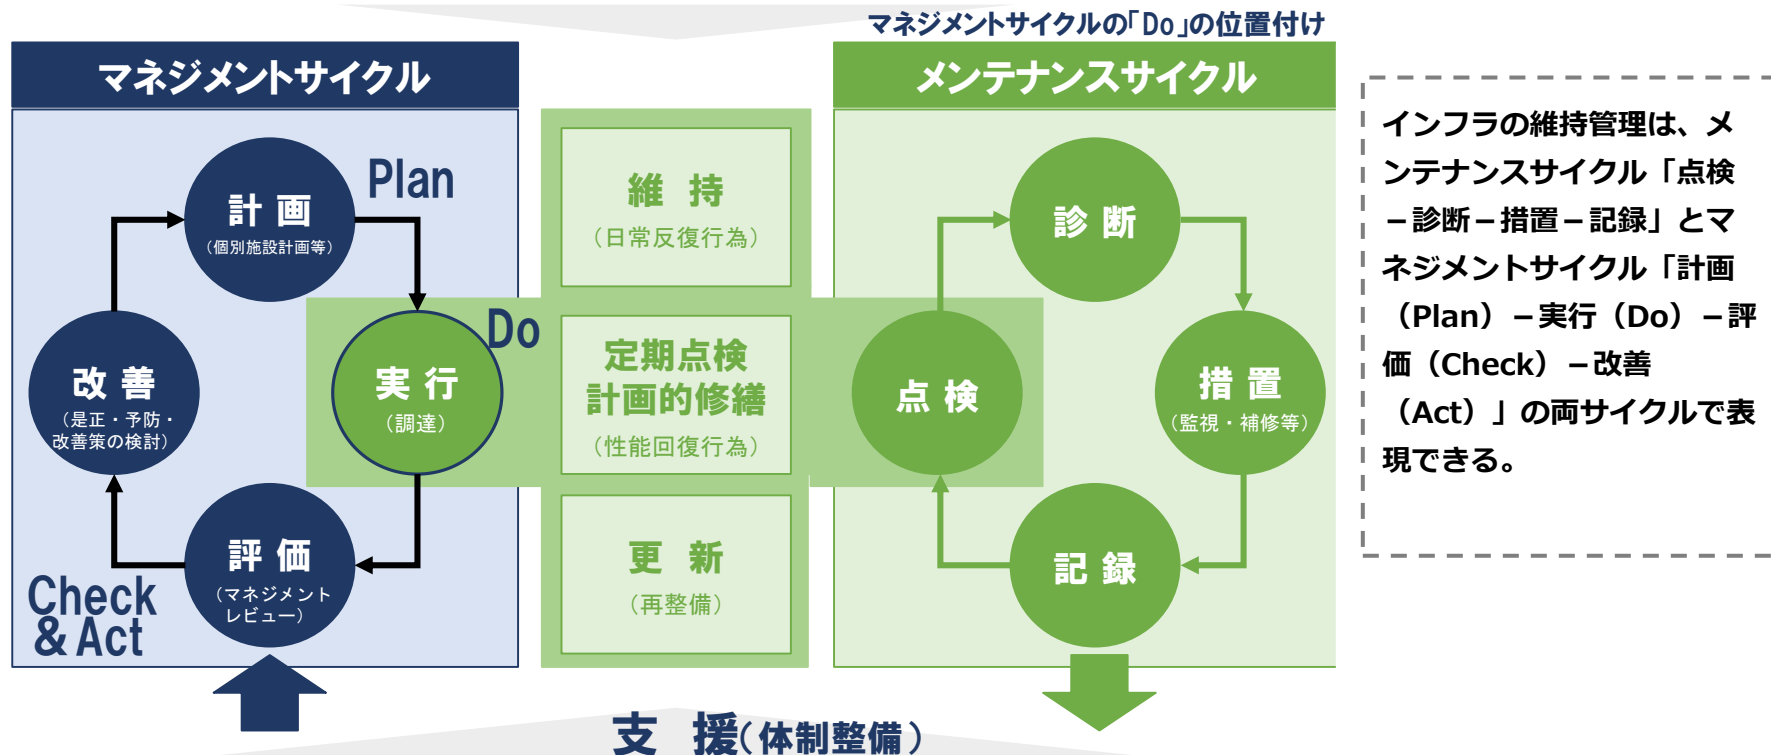 マネジメントサイクルの「Do」の位置付け
マネジメントサイクル
Plan
計 画
（個別施設計画等）
Do
実 行
（調達）
改 善
（是正・予防・
改善策の検討）
評 価
（マネジメント
レビュー）
Check
& Act
維 持
（日常反復行為）
定期点検
計画的修繕
（性能回復行為）
更 新
（再整備）
メンテナンスサイクル
診 断
点 検
措 置
（監視・補修等）
記 録
インフラの維持管理は、メ
ンテナンスサイクル「点検
－診断－措置－記録」とマ
ネジメントサイクル「計画
（Plan）－実行（Do）－評
価（Check）－改善
（Act）」の両サイクルで表
現できる。
支 援（体制整備）